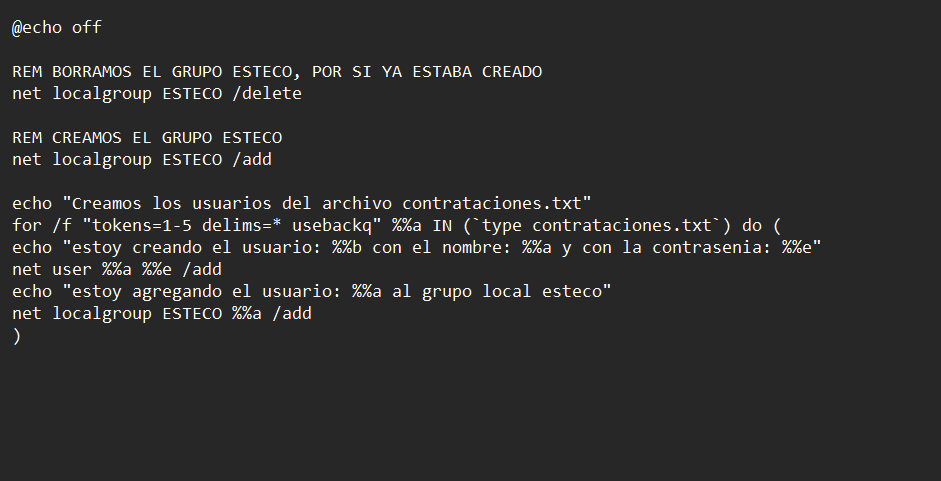 @echo off
REM BORRAMOS EL GRUPO ESTECO, POR SI YA ESTABA CREADO
net localgroup ESTECO /delete
REM CREAMOS EL GRUPO ESTECO
net localgroup ESTECO /add
echo "Creamos los usuarios del archivo contrataciones.txt"
for /f "tokens=1-5 delims=* usebackq" %%a IN (`type contrataciones.txt`) do (
echo "estoy creando el usuario: %%b con el nombre: %%a y con la contrasenia: %%e"
net user %%a %%e /add
echo "estoy agregando el usuario: %%a al grupo local esteco"
net localgroup ESTECO %%a /add
)